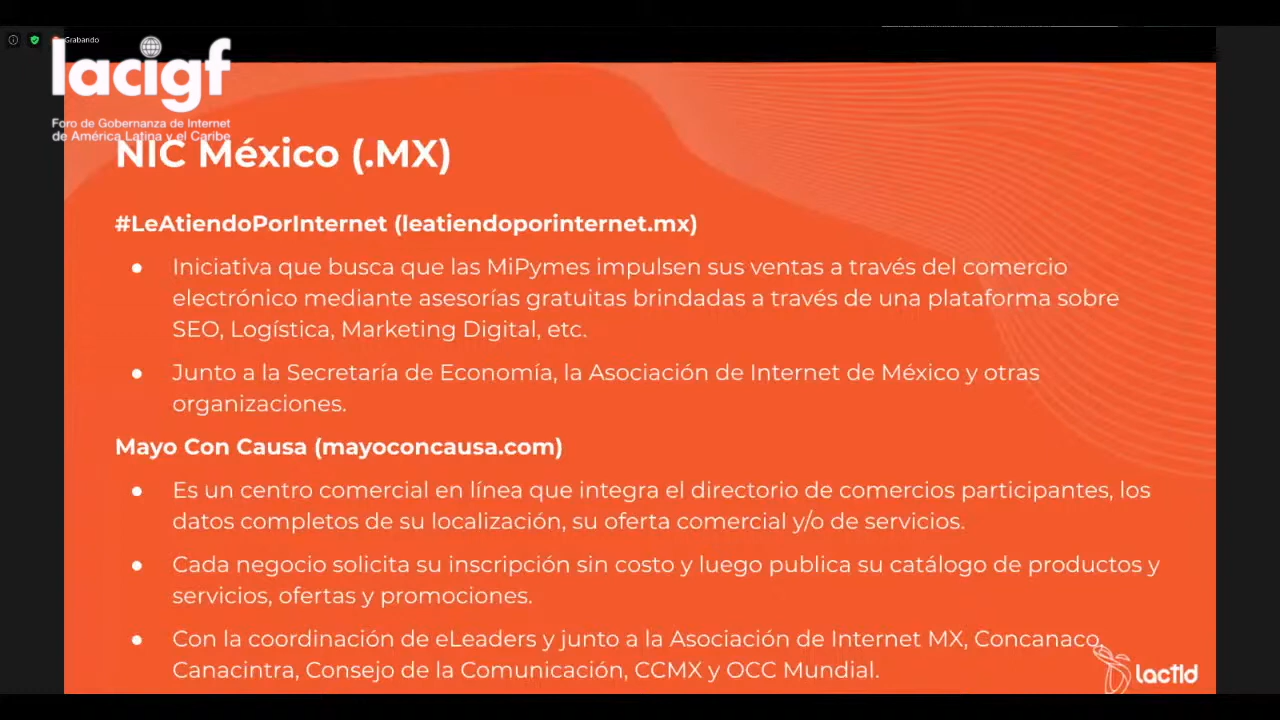 Grabando
lacigf
Foro de Gobernanza de Internet
de América Latina y el Caribe
NIC México (.MX)
#LeAtiendoPorInternet (leatiendoporinternet.mx)
● Iniciativa que busca que las MiPymes impulsen sus ventas a través del comercio
electrónico mediante asesorías gratuitas brindadas a través de una plataforma sobre
SEO, Logística, Marketing Digital, etc.
● Junto a la Secretaría de Economía, la Asociación de Internet de México y otras
organizaciones.
Mayo Con Causa (mayoconcausa.com)
● Es un centro comercial en línea que integra el directorio de comercios participantes, los
datos completos de su localización, su oferta comercial y/o de servicios.
● Cada negocio solicita su inscripción sin costo y luego publica su catálogo de productos y
servicios, ofertas y promociones.
● Con la coordinación de eLeaders y junto a la Asociación de Internet MX, Concanaco,
Canacintra, Consejo de la Comunicación, CCMX y OCC Mundial.
lactld